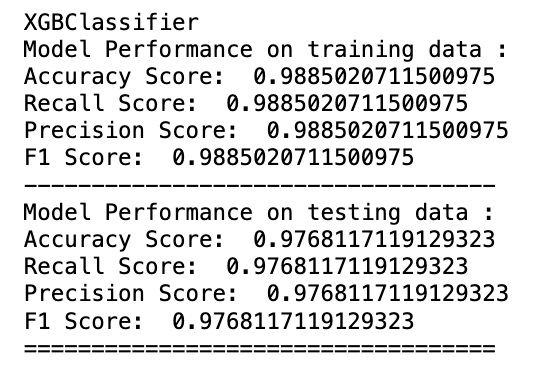 XGBClassifier
Model Performance on training data :
Accuracy Score:  0.9885020711500975
Recall Score:  0.9885020711500975
Precision Score:  0.9885020711500975
F1 Score:  0.9885020711500975
-----------------------------------
Model Performance on testing data :
Accuracy Score:  0.9768117119129323
Recall Score:  0.9768117119129323
Precision Score:  0.9768117119129323
F1 Score:  0.9768117119129323
===================================